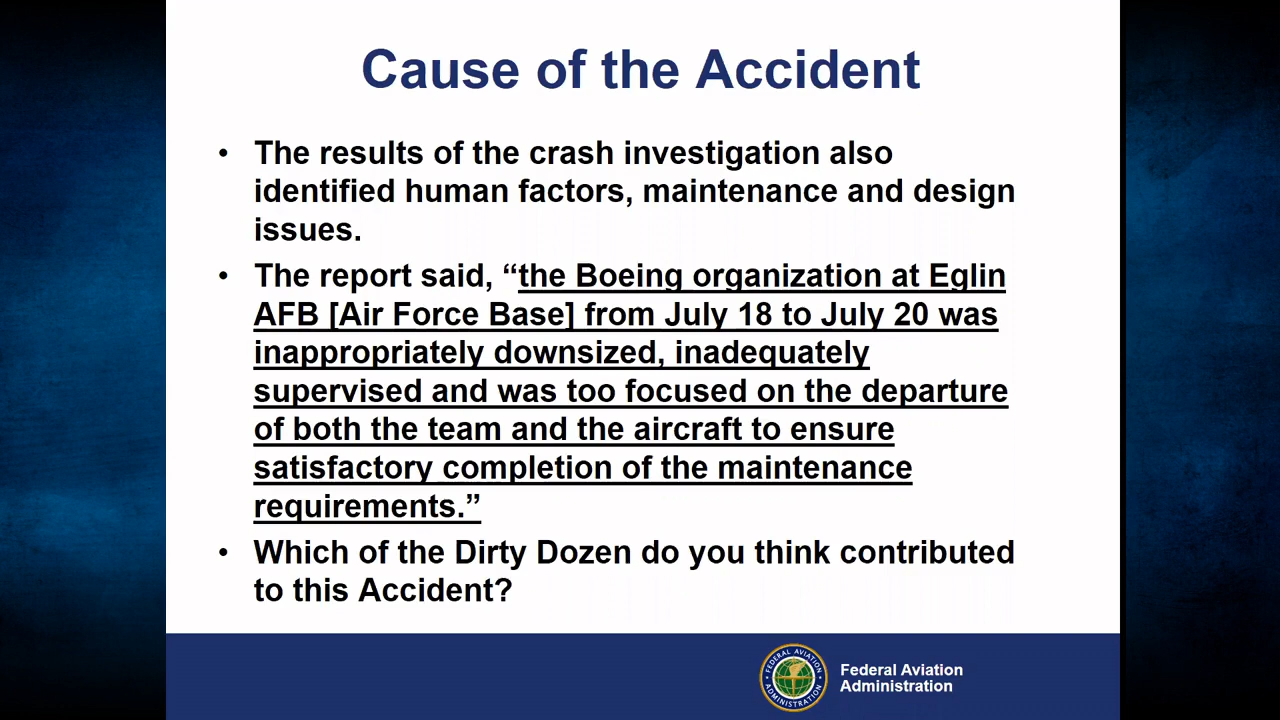 Cause of the Accident
• The results of the crash investigation also
identified human factors, maintenance and design
issues.
• The report said, “the Boeing organization at Eglin
AFB [Air Force Base] from July 18 to July 20 was
inappropriately downsized, inadequately
supervised and was too focused on the departure
of both the team and the aircraft to ensure
satisfactory completion of the maintenance
requirements.”
• Which of the Dirty Dozen do you think contributed
to this Accident?
FEDERAL AVIATION
ADMINISTRATION
Federal Aviation
Administration